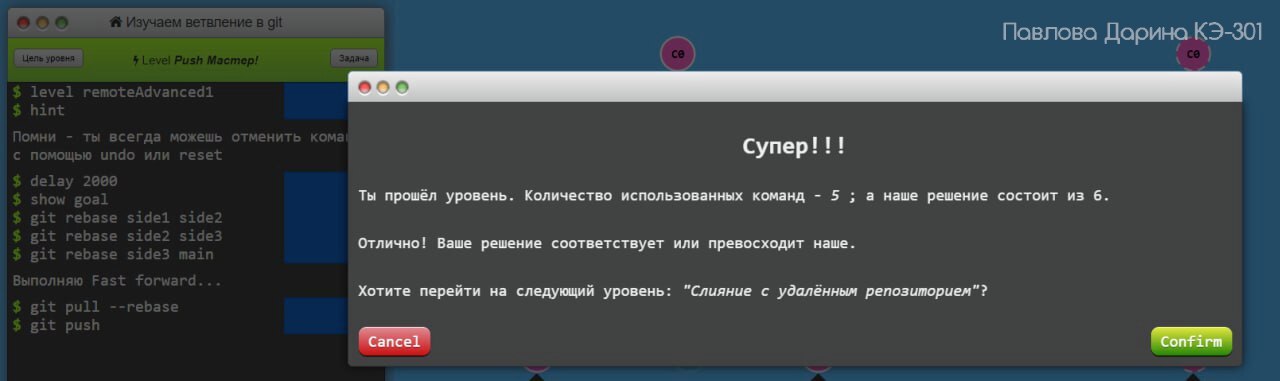 Изучаем ветвление в git
Павлова Дарина КЭ-301
Цель уровня
Level Push Мастер!
Задача
c0
c0
$ level remoteAdvanced1
$ hint
Помни - ты всегда можешь отменить
с помощью undo или reset
$ delay 2000
$ show goal
$ git rebase side1 side2
$ git rebase side2 side3
$ git rebase side3 main
Выполняю Fast forward...
$ git pull --rebase
$ git push
Супер!!!
Ты прошёл уровень. Количество использованных команд - 5 ; а наше решение состоит из 6.
Отлично! Ваше решение соответствует или превосходит наше.
Хотите перейти на следующий уровень: "Слияние с удалённым репозиторием"?
Cancel
Confirm